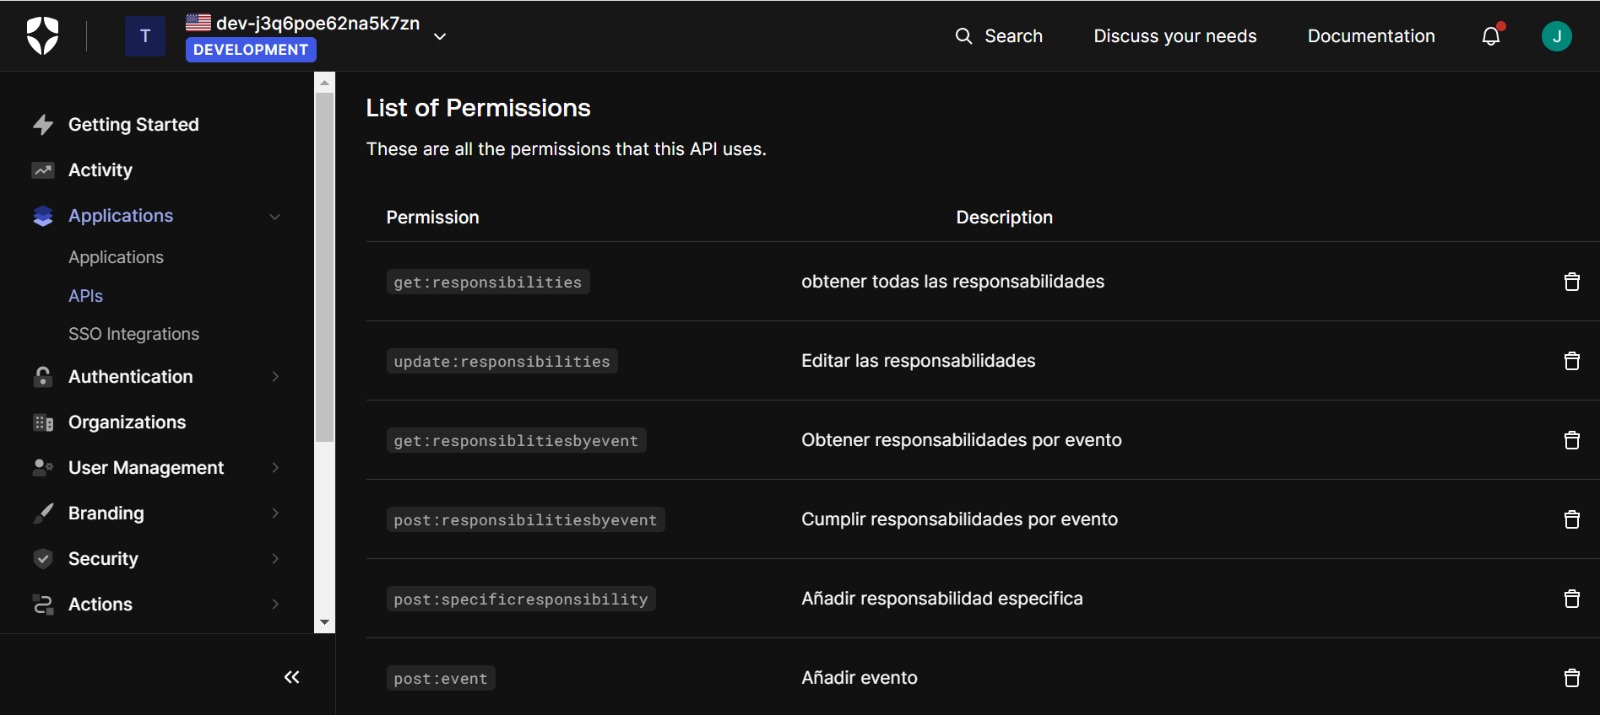 T
dev-j3q6poe62na5k7zn
DEVELOPMENT
Search
Discuss your needs
Documentation
J
Getting Started
Activity
Applications
Applications
APIs
SSO Integrations
Authentication
Organizations
User Management
Branding
Security
Actions
List of Permissions
These are all the permissions that this API uses.
Permission Description
get:responsibilities obtener todas las responsabilidades
update:responsibilities Editar las responsabilidades
get:responsiblitiesbyevent Obtener responsabilidades por evento
post:responsibilitiesbyevent Cumplir responsabilidades por evento
post:specificresponsibility Añadir responsabilidad especifica
post:event Añadir evento